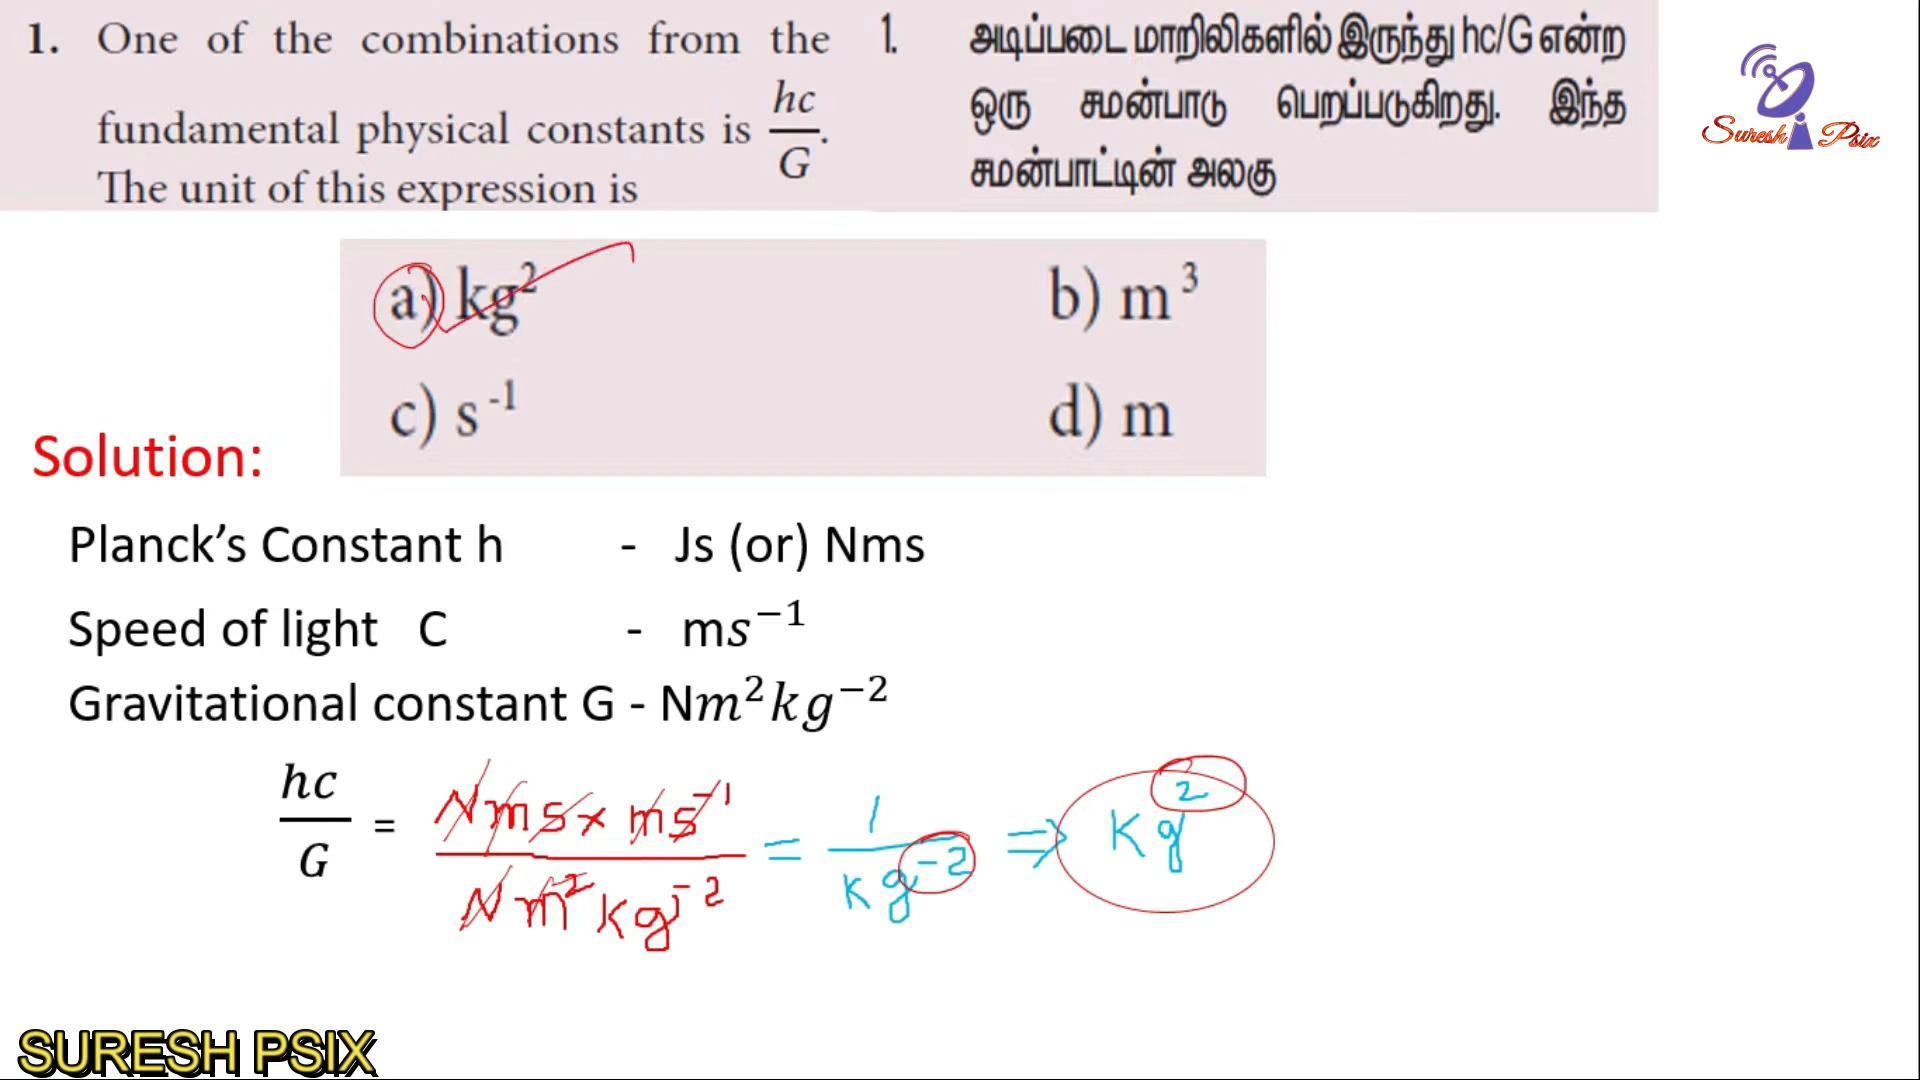 1. One of the combinations from the
fundamental physical constants is hc/G.
The unit of this expression is
1. அடிப்படை மாறிலிகளில் இருந்து hc/G என்ற
ஒரு சமன்பாடு பெறப்படுகிறது. இந்த
சமன்பாட்டின் அலகு
Suresh Psix
a) kg²
b) m³
c) s⁻¹
d) m
Solution:
Planck’s Constant h - Js (or) Nms
Speed of light C - ms⁻¹
Gravitational constant G - Nm²kg⁻²
hc/G = Nms × ms⁻¹ / Nm² kg⁻² = 1 / kg⁻² ⇒ kg²
SURESH PSIX